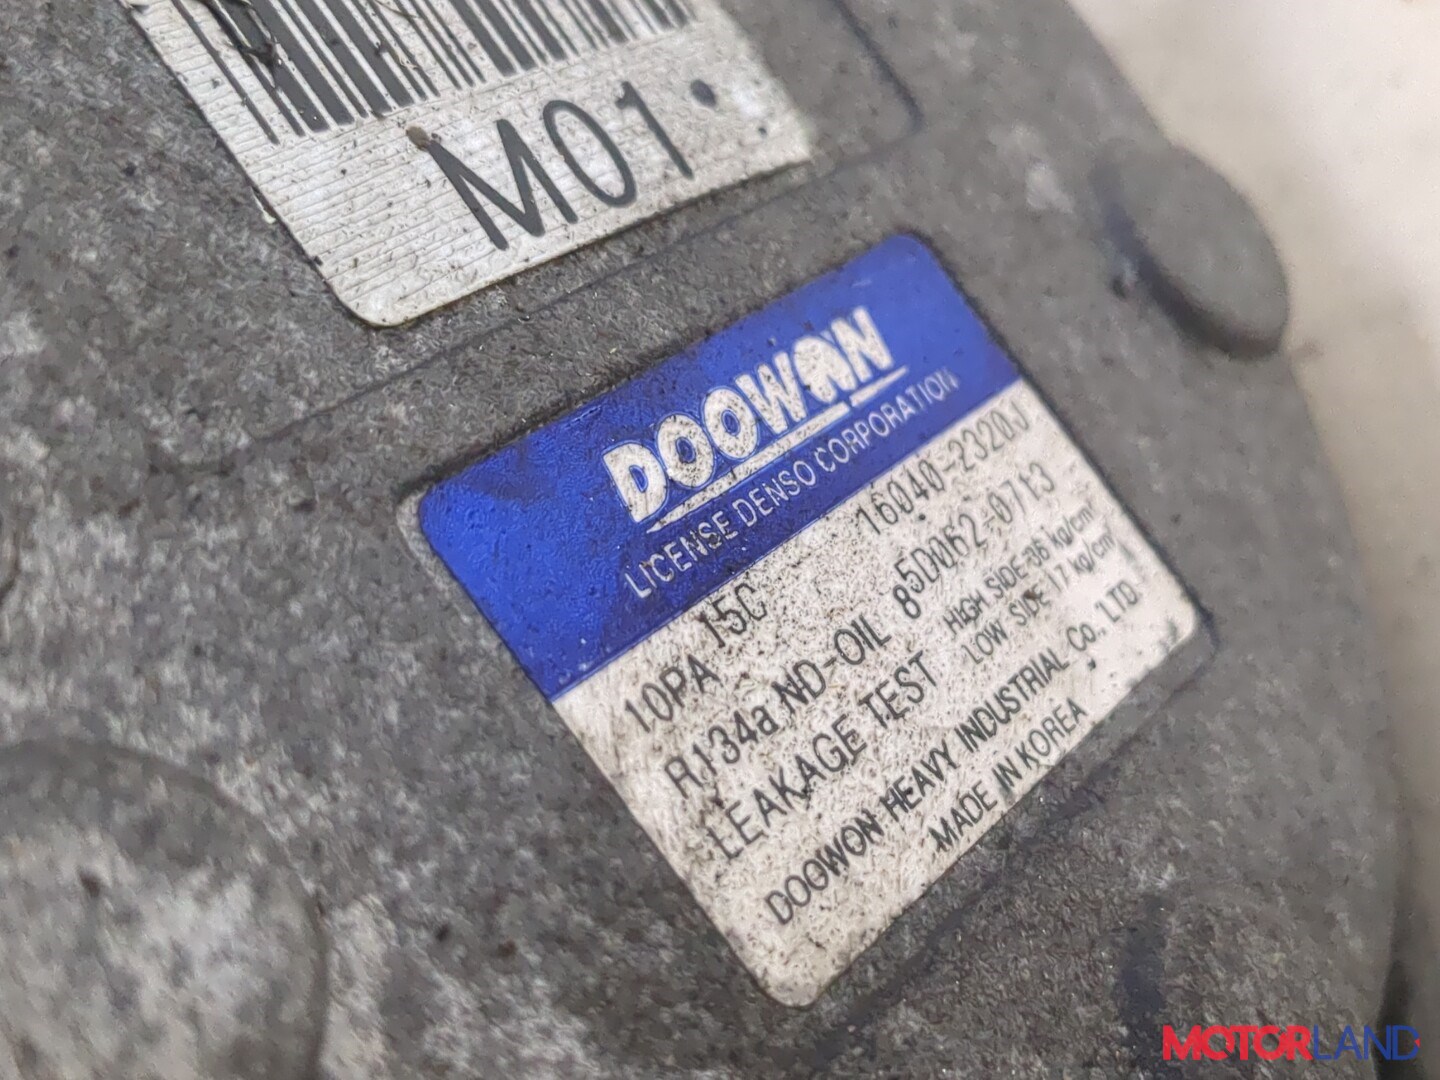 M01
DOOWON
LICENSE DENSO CORPORATION
10PA 15C 16040-2320J
R134a ND-OIL 8 5D062-0713
LEAKAGE TEST HIGH SIDE 36 kg/cm²
LOW SIDE 17 kg/cm²
DOOWON HEAVY INDUSTRIAL Co., LTD.
MADE IN KOREA
MOTORLAND